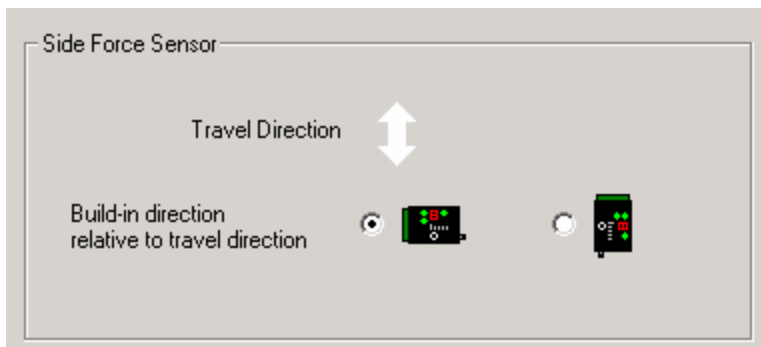 Side Force Sensor
Travel Direction
Build-in direction
relative to travel direction